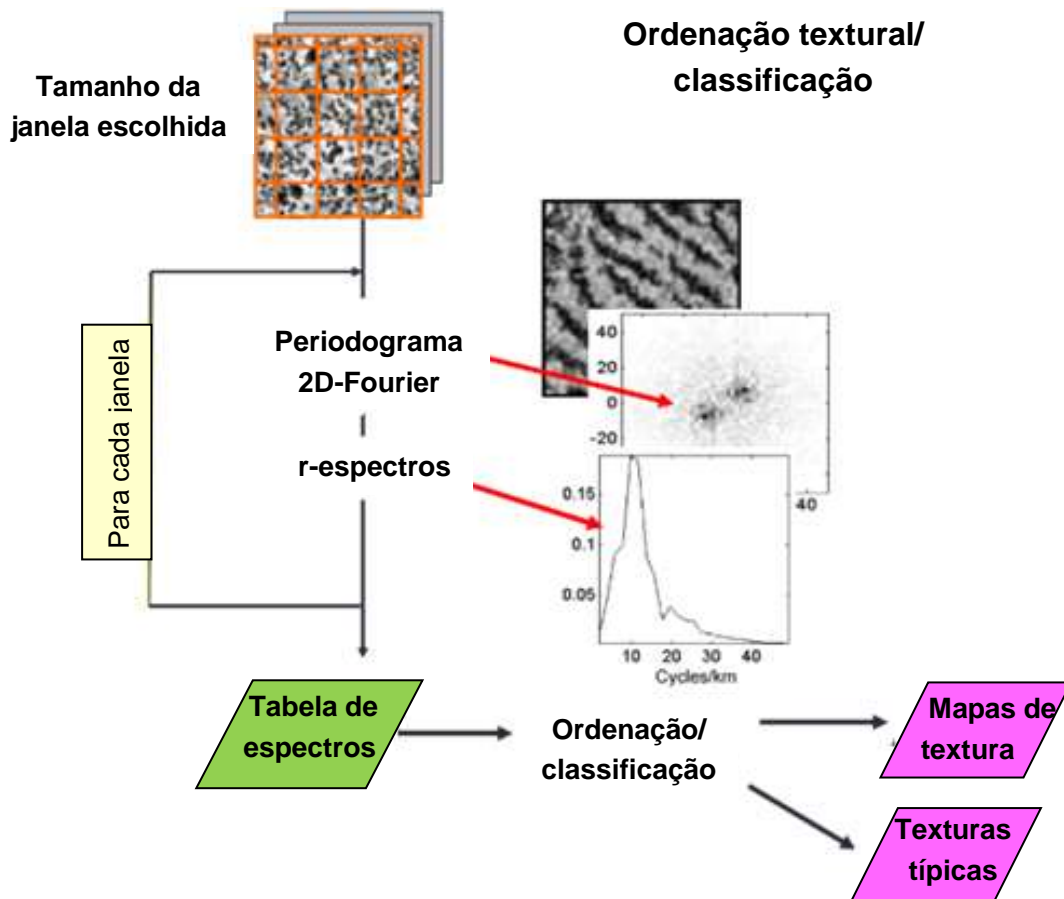 Ordenação textural/
classificação
Tamanho da
janela escolhida
Para cada janela
Periodograma
2D-Fourier
r-espectros
40
20
0
-20
40
0.15
0.1
0.05
10 20 30 40
Cycles/km
Tabela de
espectros
Ordenação/
classificação
Mapas de
textura
Texturas
típicas